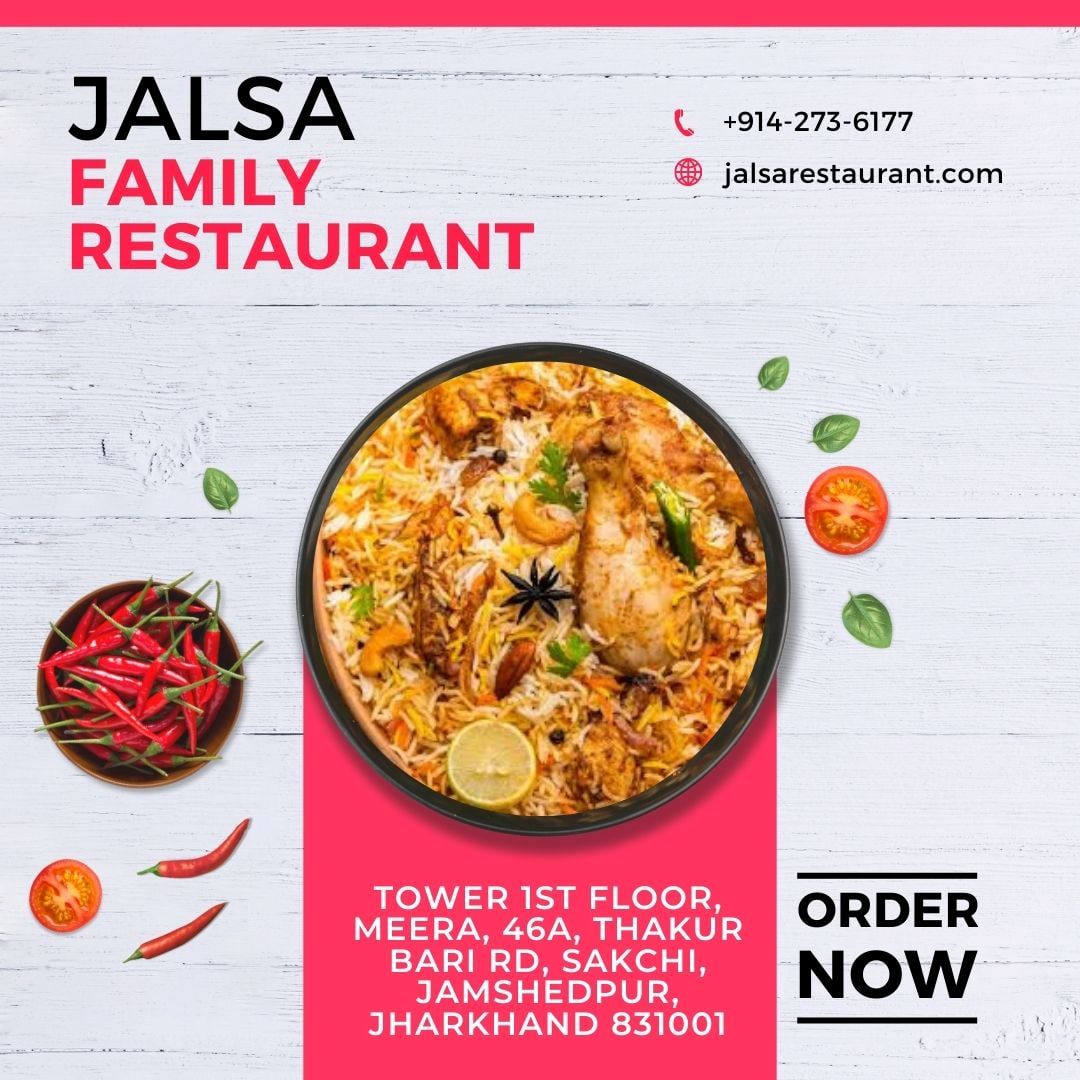 JALSA
FAMILY
RESTAURANT
+914-273-6177
jalsarestaurant.com
TOWER 1ST FLOOR,
MEERA, 46A, THAKUR
BARI RD, SAKCHI,
JAMSHEDPUR,
JHARKHAND 831001
ORDER
NOW